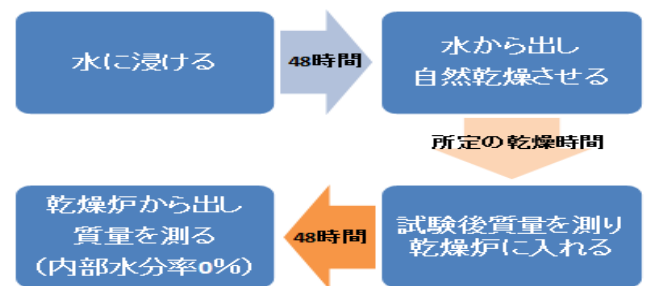 水に浸ける
48時間
水から出し
自然乾燥させる
所定の乾燥時間
試験後質量を測り
乾燥炉に入れる
48時間
乾燥炉から出し
質量を測る
(内部水分率0%)